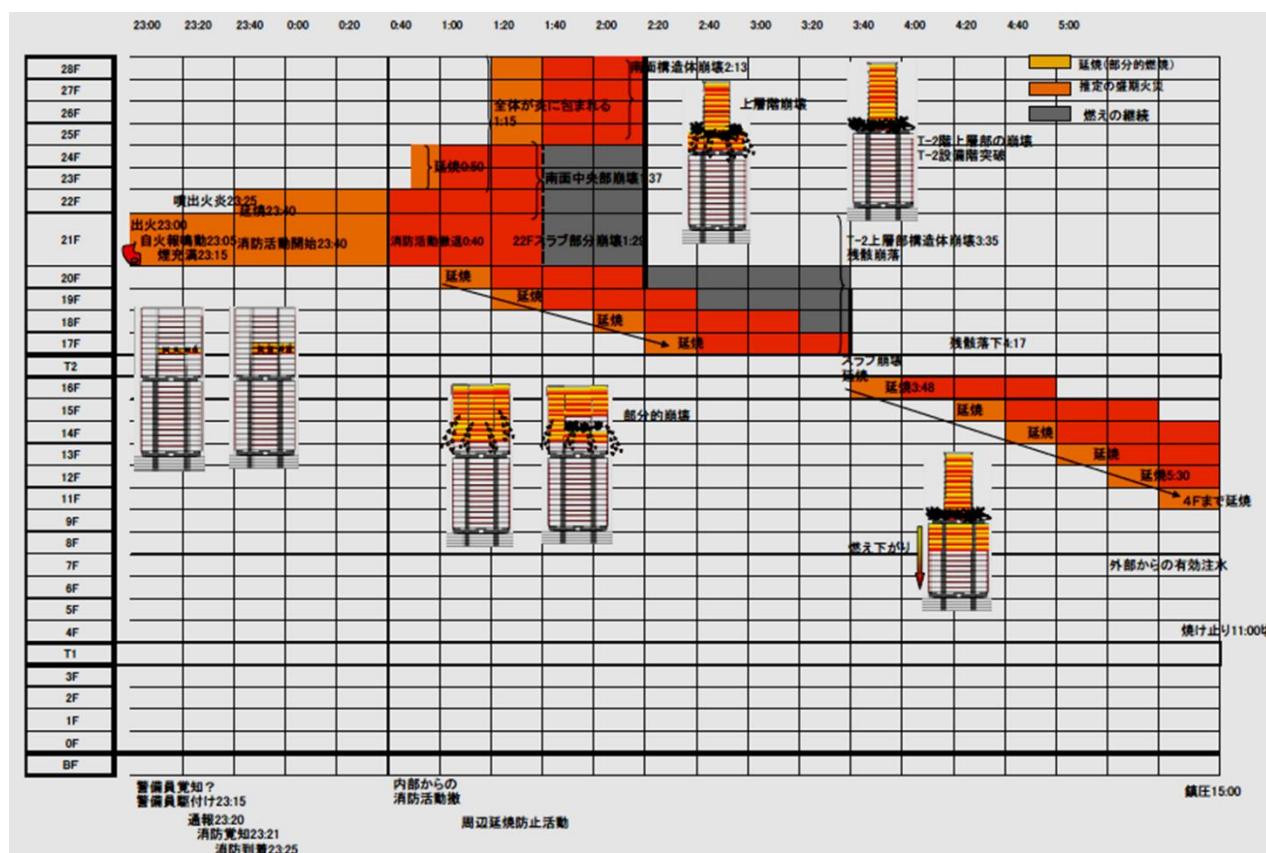 23:00 23:20 23:40 0:00 0:20 0:40 1:00 1:20 1:40 2:00 2:20 2:40 3:00 3:20 3:40 4:00 4:20 4:40 5:00
28F
27F
26F
25F
24F
23F
22F
21F
20F
19F
18F
17F
T2
16F
15F
14F
13F
12F
11F
9F
8F
7F
6F
5F
4F
T1
3F
2F
1F
0F
BF
延焼(部分的燃焼)
推定の盛期火災
燃えの継続
南面構造体崩壊2:13
上層階崩壊
全体が炎に包まれる
1:15
T-2階上層部の崩壊
T-2設備階突破
延焼0:50
南面中央部崩壊1:37
噴出火炎23:25
延焼23:40
出火23:00
自火報鳴動23:05
煙充満23:15
消防活動開始23:40
消防活動撤退0:40
22Fスラブ部分崩壊1:29
T-2上層部構造体崩壊3:35
残骸崩落
延焼
延焼
延焼
延焼
残骸落下4:17
スラブ崩壊
延焼
延焼3:48
延焼
延焼
延焼
延焼5:30
4Fまで延焼
部分的崩壊
燃え下がり
外部からの有効注水
焼け止り11:00頃
鎮圧15:00
警備員覚知?
警備員駆付け23:15
通報23:20
消防覚知23:21
消防到着23:25
内部からの
消防活動撤
周辺延焼防止活動